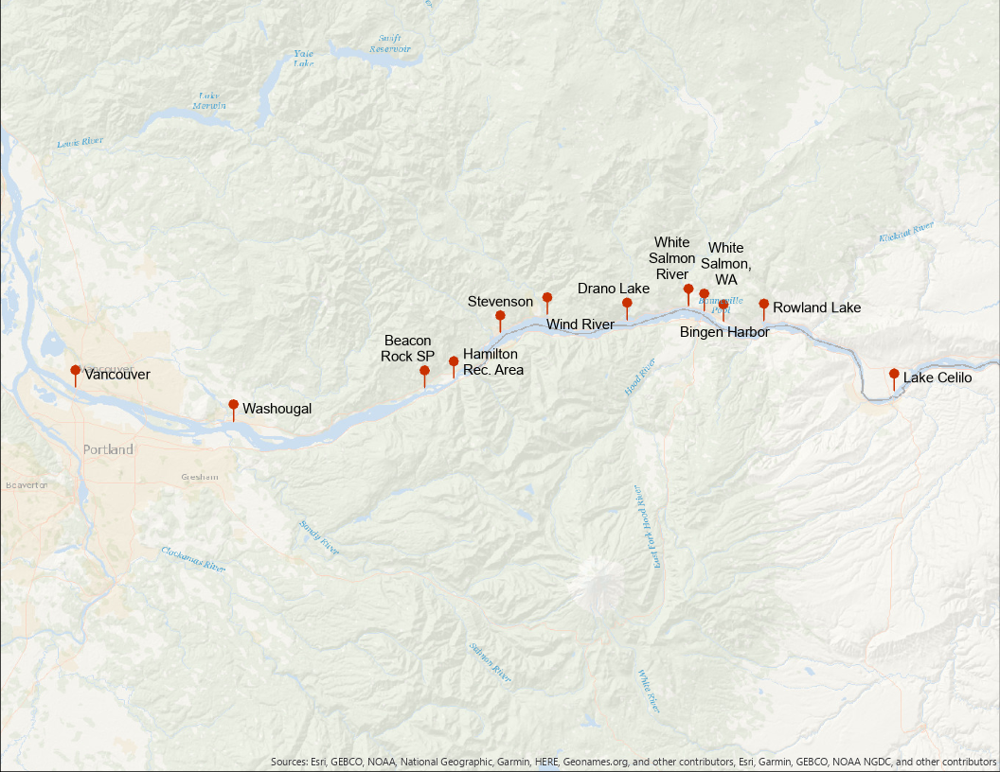 Swift
Reservoir
Yale
Lake
Lake
Merwin
Lewis River
Klickitat River
White
Salmon
River
White
Salmon,
WA
Drano Lake
Bonneville
Pool
Stevenson
Rowland Lake
Wind River
Bingen Harbor
Beacon
Rock SP
Hamilton
Rec. Area
Hood River
Vancouver
Vancouver
Lake Celilo
Washougal
Portland
Gresham
Beaverton
East Fork Hood River
Sandy River
Clackamas River
Salmon River
White River
Sources: Esri, GEBCO, NOAA, National Geographic, Garmin, HERE, Geonames.org, and other contributors, Esri, Garmin, GEBCO, NOAA NGDC, and other contributors